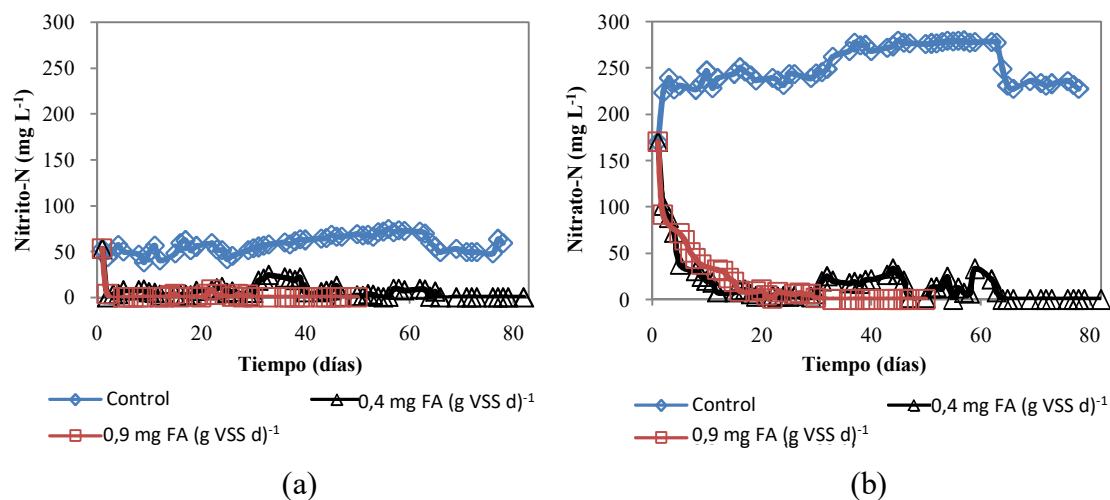 300
250
200
150
100
50
0
Nitrito-N (mg L⁻¹)
0 20 40 60 80
Tiempo (días)
Control
0,4 mg FA (g VSS d)⁻¹
0,9 mg FA (g VSS d)⁻¹
(a)
300
250
200
150
100
50
0
Nitrato-N (mg L⁻¹)
0 20 40 60 80
Tiempo (días)
Control
0,4 mg FA (g VSS d)⁻¹
0,9 mg FA (g VSS d)⁻¹
(b)